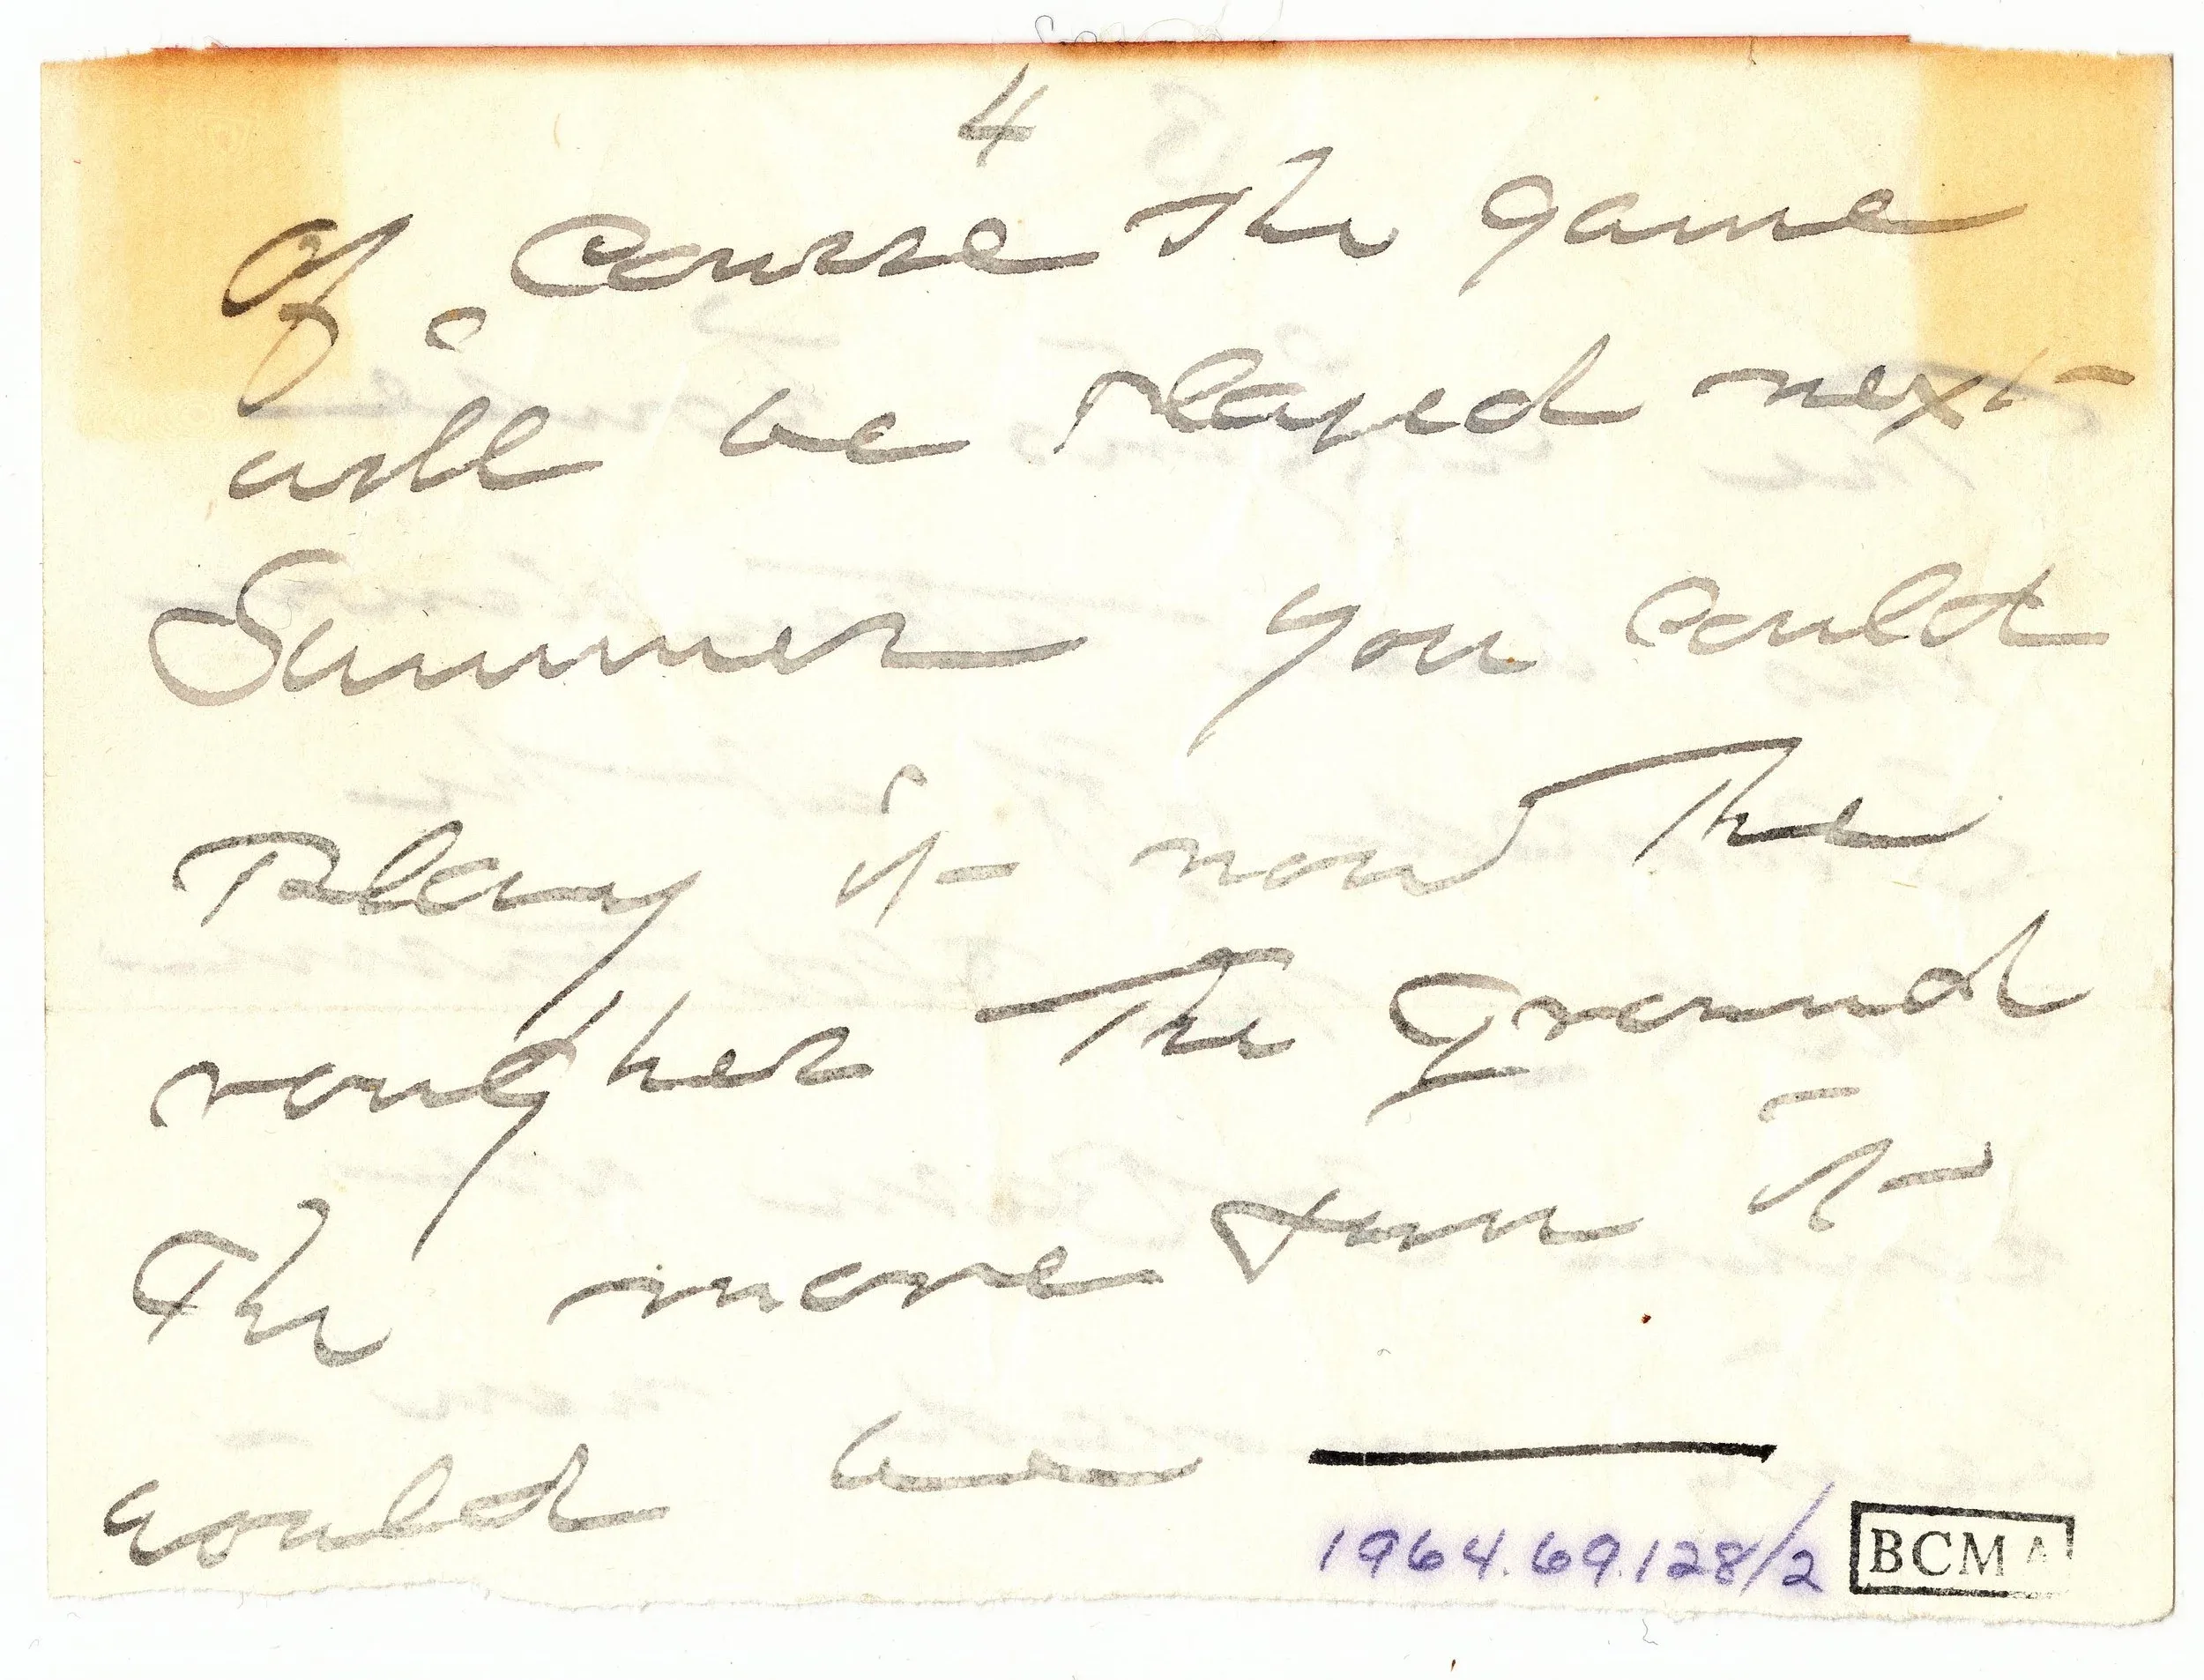 4
Of course the game
will be played next
Summer you could
Play it now The
rougher The Ground
The more fun it
would be —
1964.69.128/2 BCMA